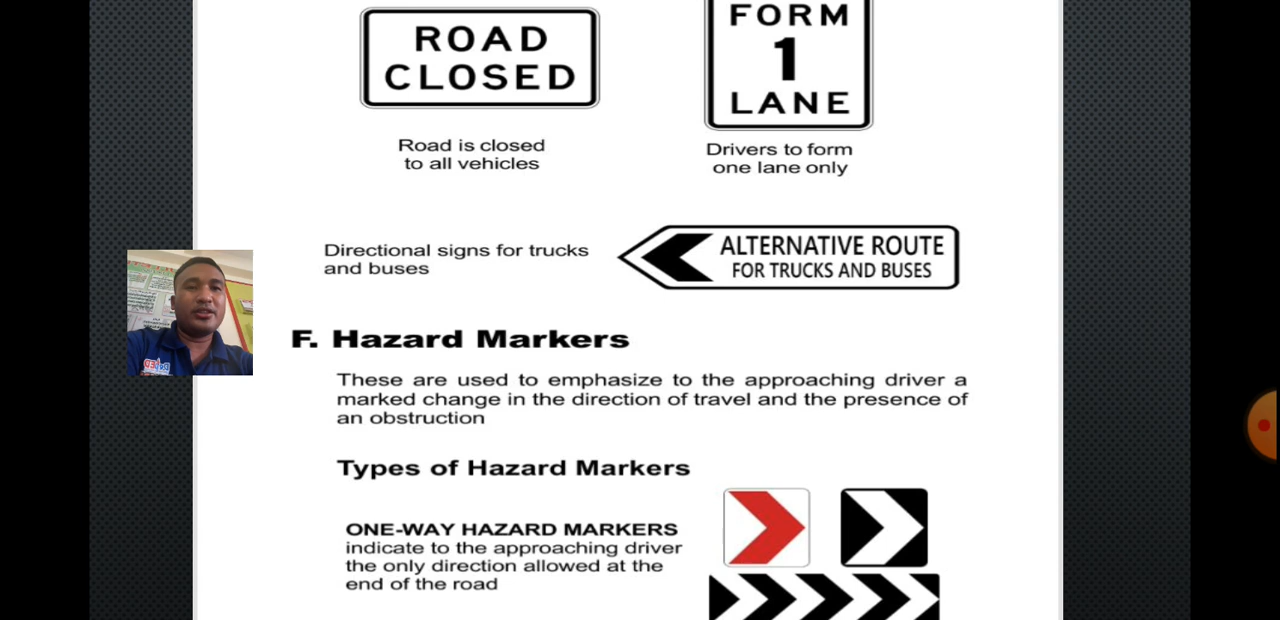 ROAD
CLOSED
FORM
1
LANE
Road is closed
to all vehicles
Drivers to form
one lane only
Directional signs for trucks
and buses
ALTERNATIVE ROUTE
FOR TRUCKS AND BUSES
F. Hazard Markers
These are used to emphasize to the approaching driver a
marked change in the direction of travel and the presence of
an obstruction
Types of Hazard Markers
ONE-WAY HAZARD MARKERS
indicate to the approaching driver
the only direction allowed at the
end of the road